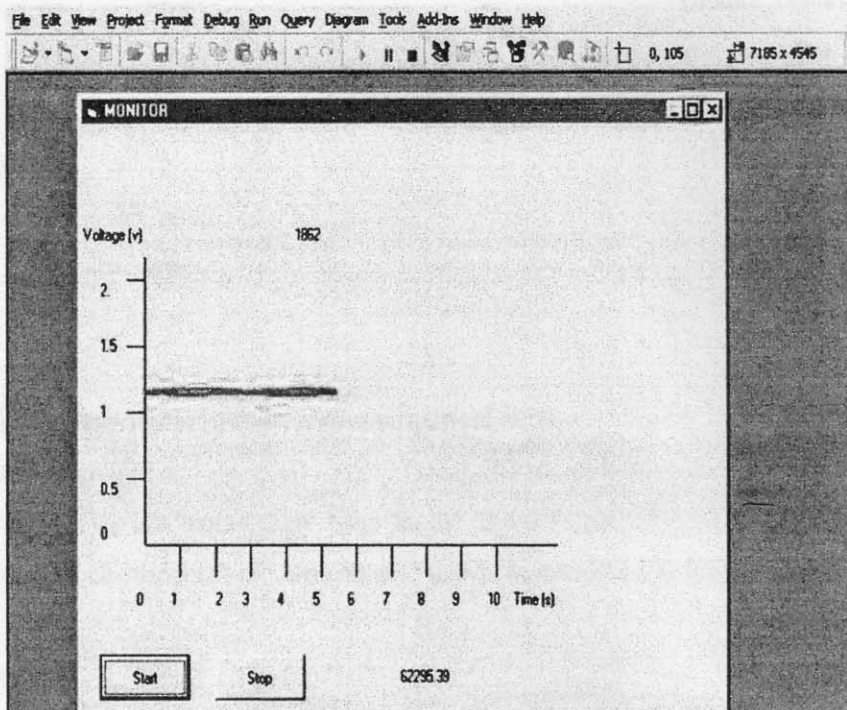 File Edit View Project Format Debug Run Query Diagram Tools Add-Ins Window Help
0, 105 7185 x 4545
MONITOR
Voltage (v) 1862
2.
1.5
1
0.5
0
0 1 2 3 4 5 6 7 8 9 10 Time (s)
Start Stop 62295.39